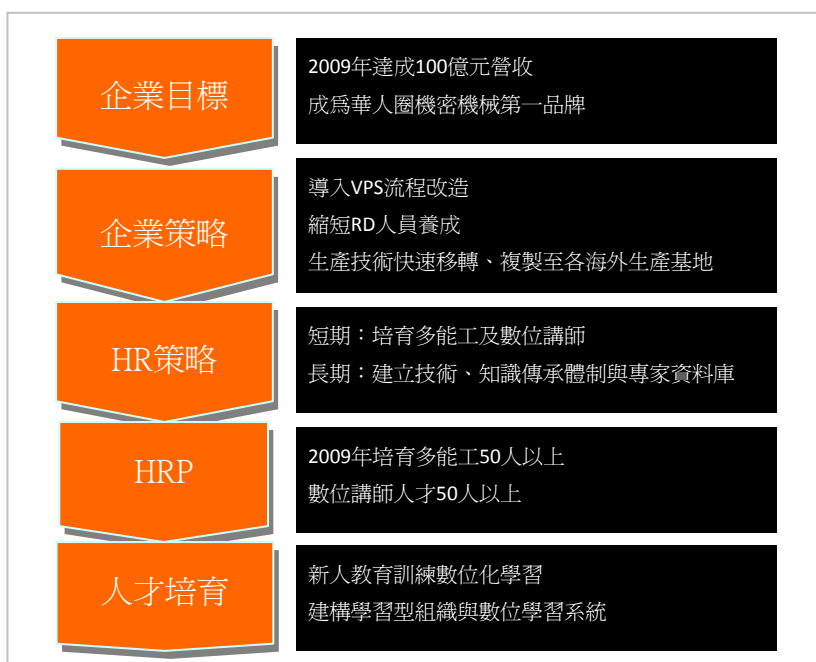 企業目標
2009年達成100億元營收
成爲華人圈機密機械第一品牌
企業策略
導入VPS流程改造
縮短RD人員養成
生產技術快速移轉、複製至各海外生產基地
HR策略
短期：培育多能工及數位講師
長期：建立技術、知識傳承體制與專家資料庫
HRP
2009年培育多能工50人以上
數位講師人才50人以上
人才培育
新人教育訓練數位化學習
建構學習型組織與數位學習系統